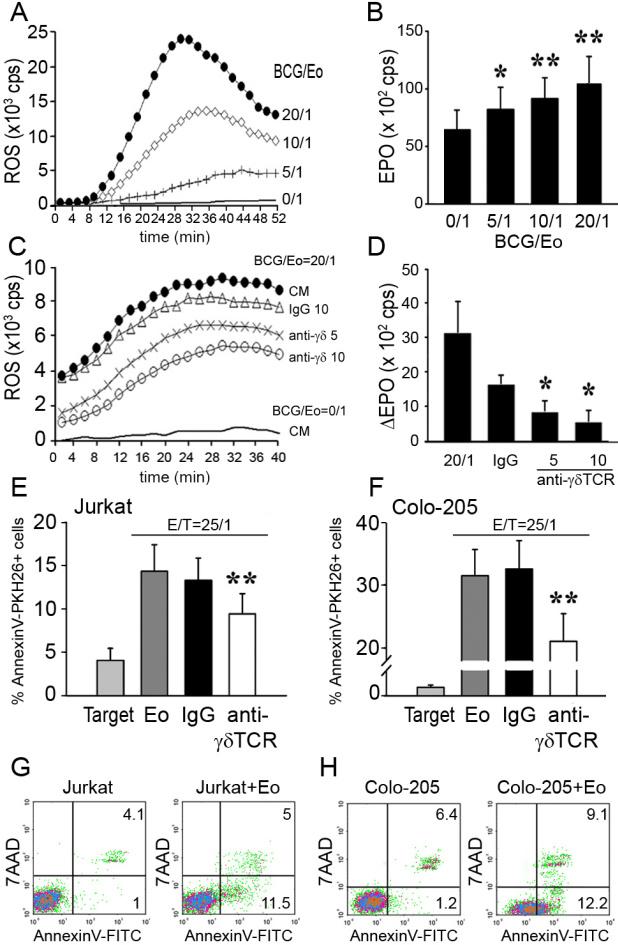 A
ROS (x10³ cps)
25
20
15
10
5
0
BCG/Eo
20/1
10/1
5/1
0/1
1 4 8 12 16 20 24 28 32 36 40 44 48 52
time (min)
B
EPO (x 10² cps)
150
100
50
0
* ** **
0/1 5/1 10/1 20/1
BCG/Eo
C
ROS (x10³ cps)
10
8
6
4
2
0
BCG/Eo=20/1
CM
IgG 10
anti-γδ 5
anti-γδ 10
BCG/Eo=0/1
CM
1 4 8 12 16 20 24 28 32 36 40
time (min)
D
ΔEPO (x 10² cps)
50
40
30
20
10
0
* *
20/1 IgG 5 10
anti-γδTCR
E
Jurkat
% AnnexinV-PKH26+ cells
20
15
10
5
0
E/T=25/1
**
Target Eo IgG anti-
γδTCR
F
Colo-205
% AnnexinV-PKH26+ cells
40
30
20
0
E/T=25/1
**
Target Eo IgG anti-
γδTCR
G
Jurkat
4.1
1
7AAD
AnnexinV-FITC
Jurkat+Eo
5
11.5
7AAD
AnnexinV-FITC
H
Colo-205
6.4
1.2
7AAD
AnnexinV-FITC
Colo-205+Eo
9.1
12.2
7AAD
AnnexinV-FITC